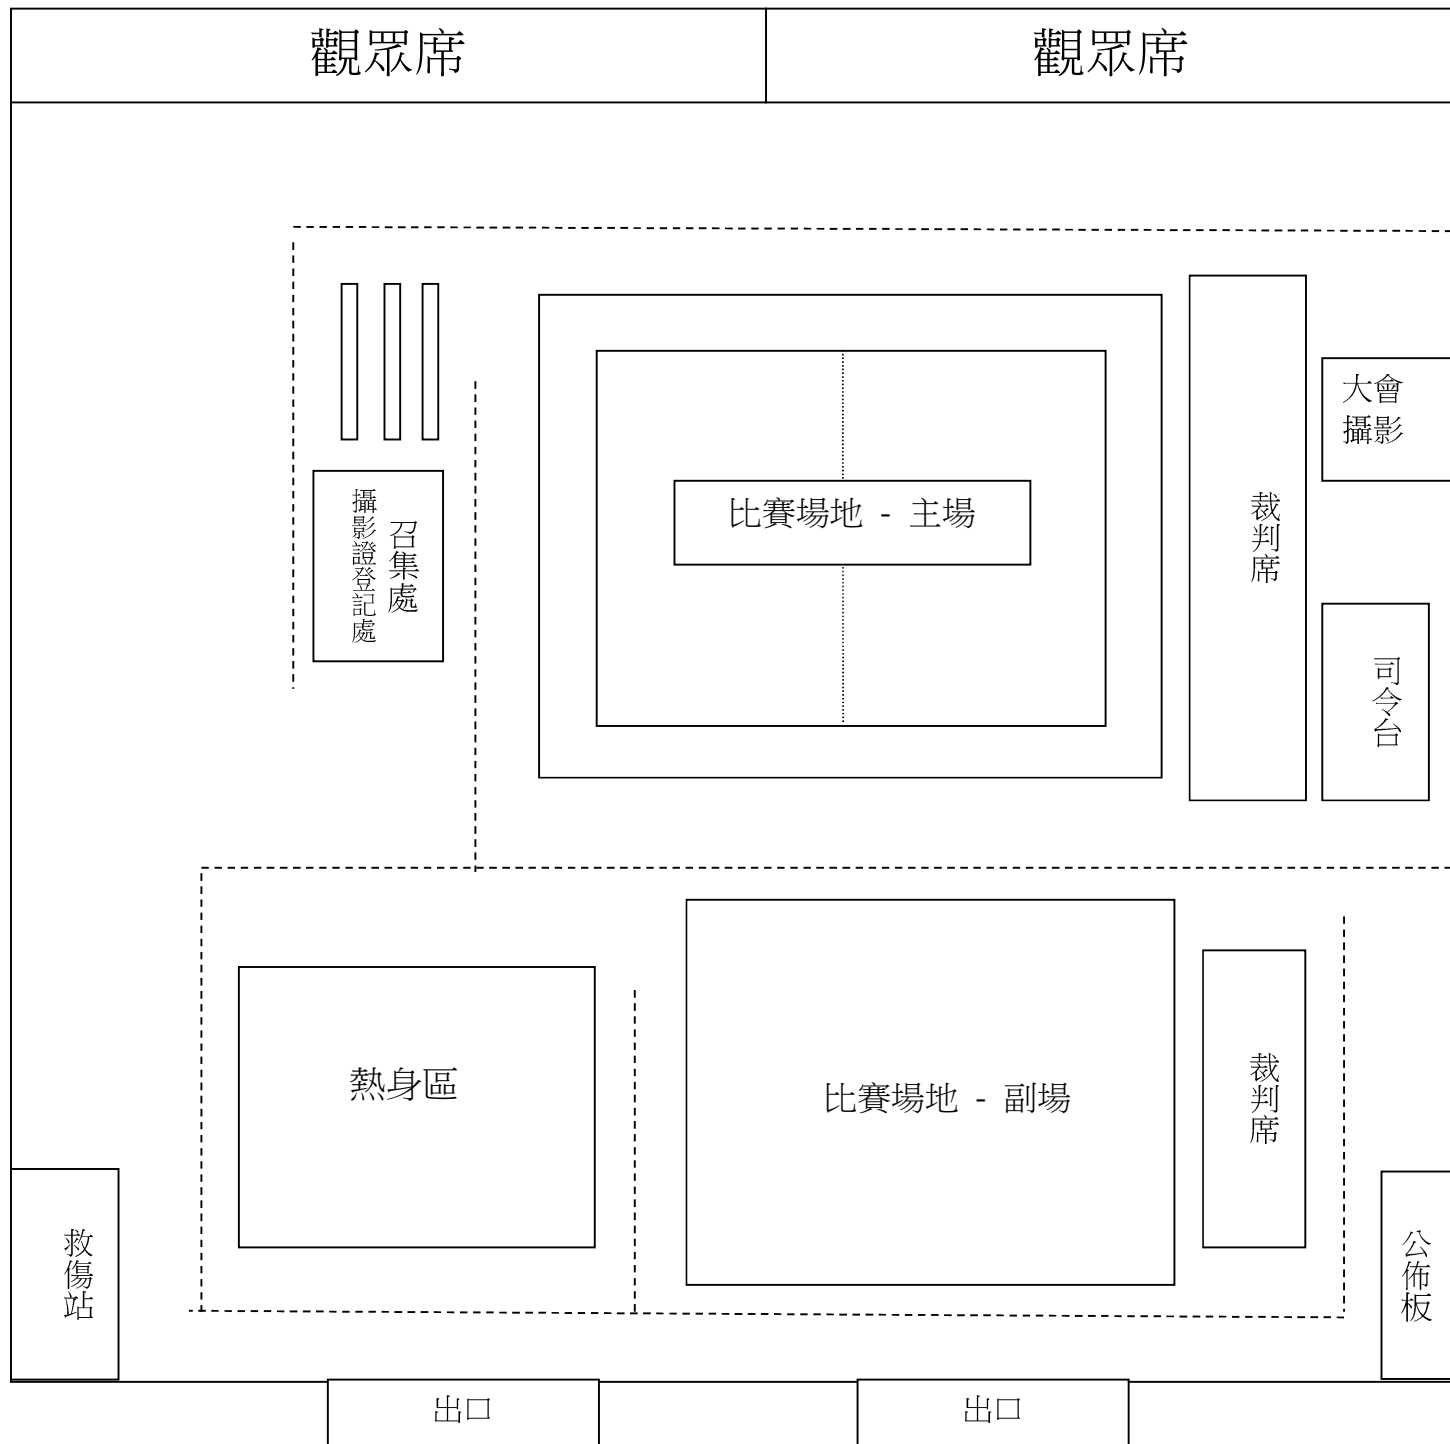 觀眾席
觀眾席
大會
攝影
比賽場地 - 主場
裁判席
召集處
攝影證登記處
司令台
熱身區
比賽場地 - 副場
裁判席
救傷站
公佈板
出口
出口